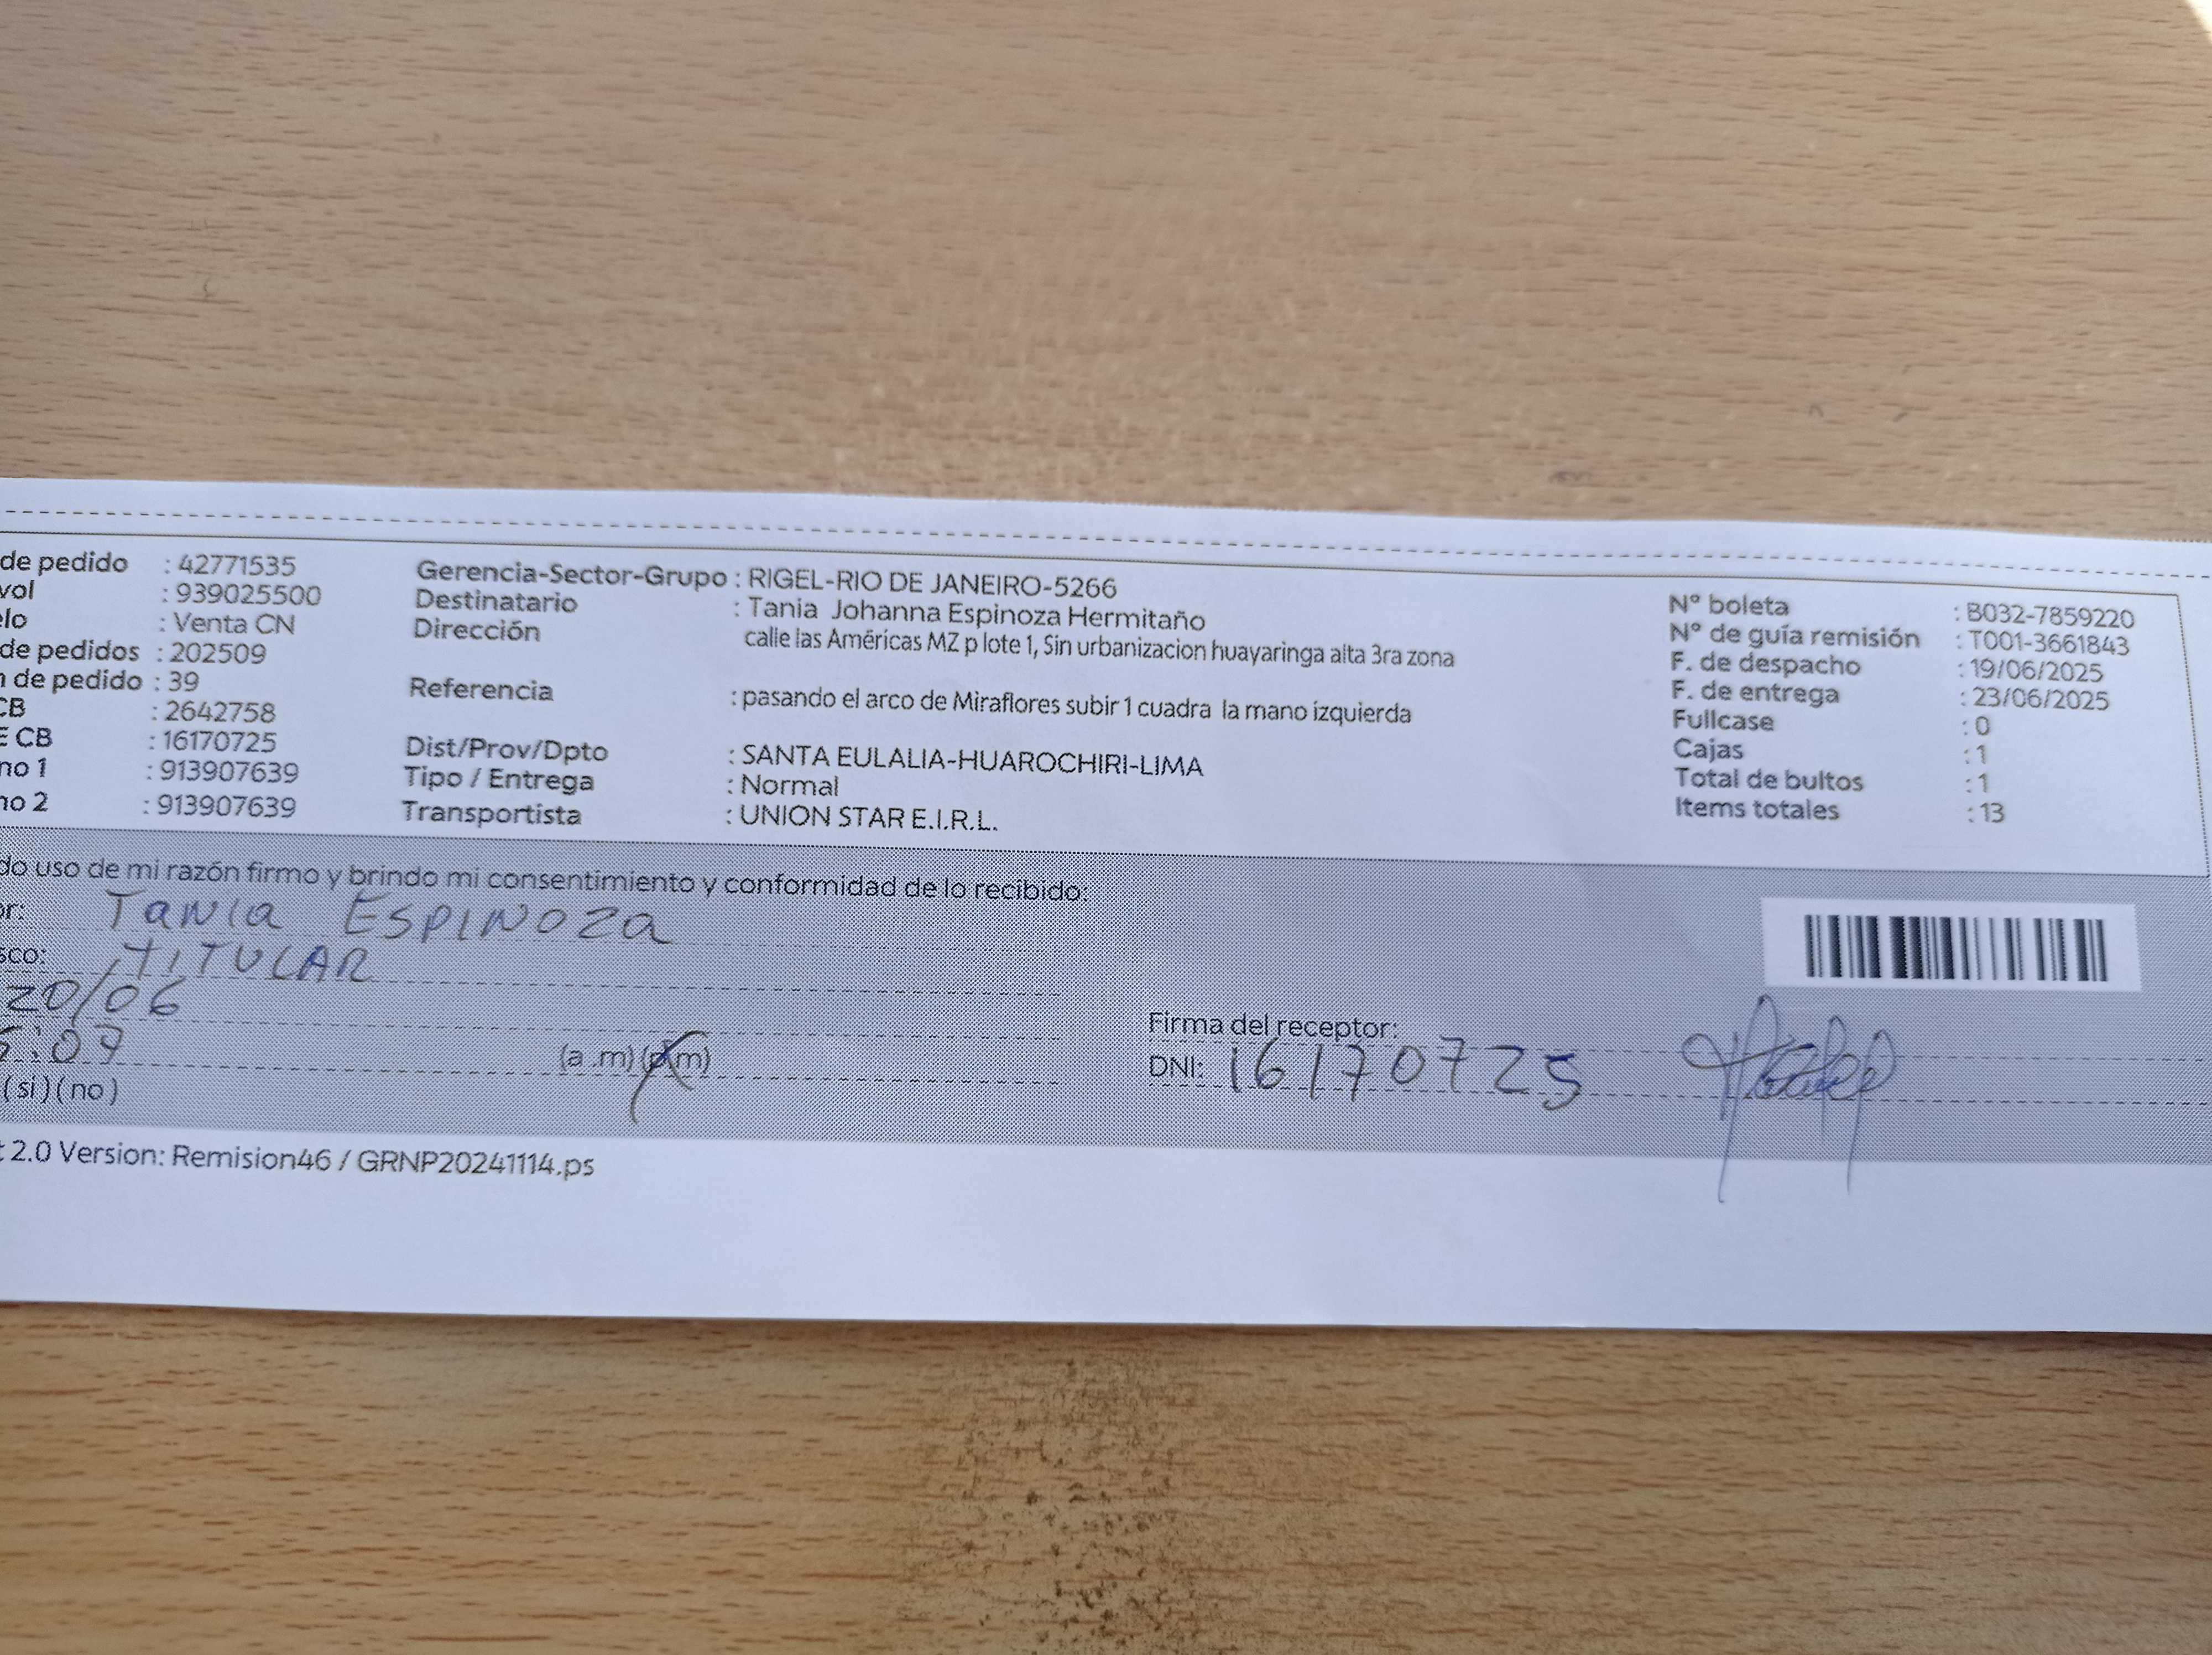 de pedido : 42771535
vol : 939025500
elo : Venta CN
de pedidos : 202509
n de pedido : 39
CB : 2642758
E CB : 16170725
no 1 : 913907639
no 2 : 913907639
Gerencia-Sector-Grupo : RIGEL-RIO DE JANEIRO-5266
Destinatario : Tania Johanna Espinoza Hermitaño
Dirección calle las Américas MZ p lote 1, Sin urbanizacion huayaringa alta 3ra zona
Referencia : pasando el arco de Miraflores subir 1 cuadra la mano izquierda
Dist/Prov/Dpto : SANTA EULALIA-HUAROCHIRI-LIMA
Tipo / Entrega : Normal
Transportista : UNION STAR E.I.R.L.
Nº boleta : B032-7859220
Nº de guía remisión : T001-3661843
F. de despacho : 19/06/2025
F. de entrega : 23/06/2025
Fullcase : 0
Cajas : 1
Total de bultos : 1
Items totales : 13
do uso de mi razón firmo y brindo mi consentimiento y conformidad de lo recibido:
or: Tania ESPINOZA
sco: TITULAR
20/06
:07 (a .m) (p.m)
(si) (no)
Firma del receptor:
DNI: 16170725
2.0 Version: Remision46 / GRNP20241114.ps